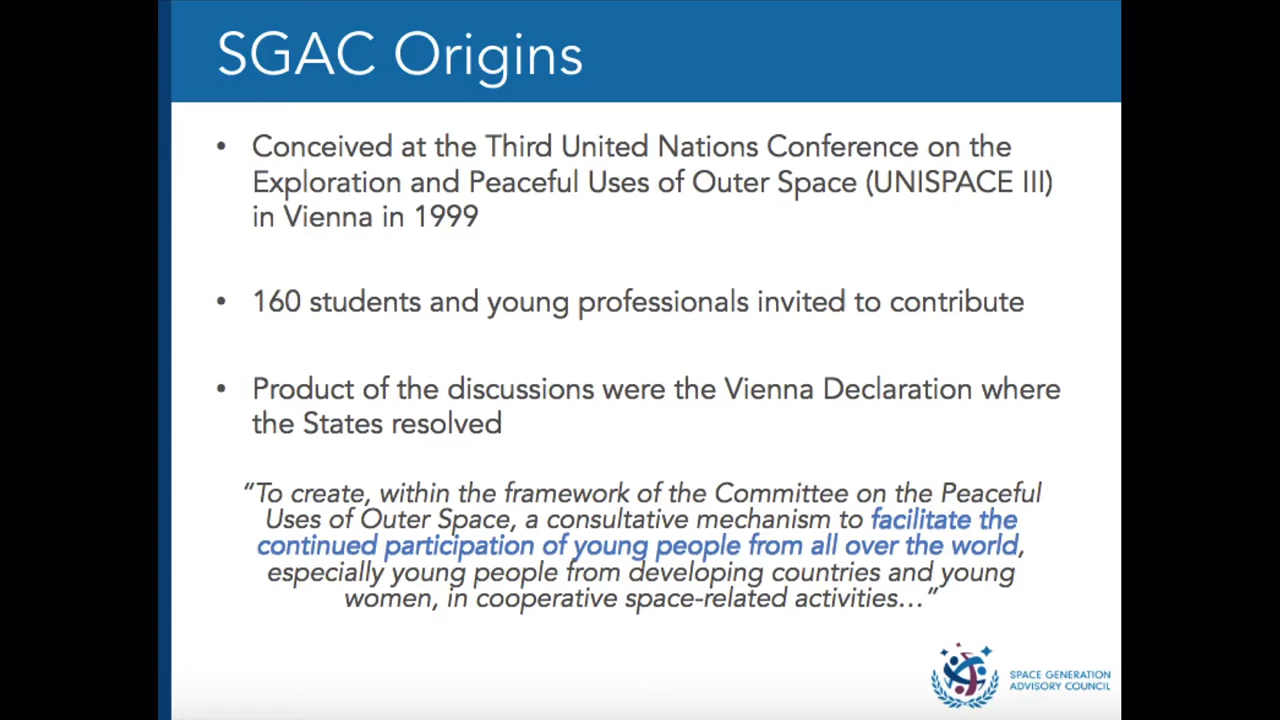 SGAC Origins
• Conceived at the Third United Nations Conference on the
Exploration and Peaceful Uses of Outer Space (UNISPACE III)
in Vienna in 1999
• 160 students and young professionals invited to contribute
• Product of the discussions were the Vienna Declaration where
the States resolved
“To create, within the framework of the Committee on the Peaceful
Uses of Outer Space, a consultative mechanism to facilitate the
continued participation of young people from all over the world,
especially young people from developing countries and young
women, in cooperative space-related activities…”
SPACE GENERATION
ADVISORY COUNCIL